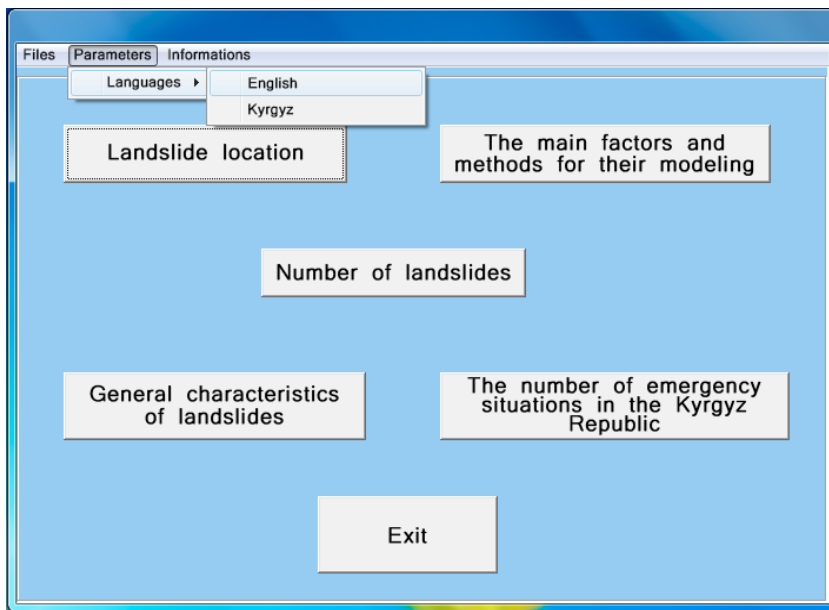 Files Parameters Informations
Languages
English
Kyrgyz
Landslide location
The main factors and
methods for their modeling
Number of landslides
General characteristics
of landslides
The number of emergency
situations in the Kyrgyz
Republic
Exit